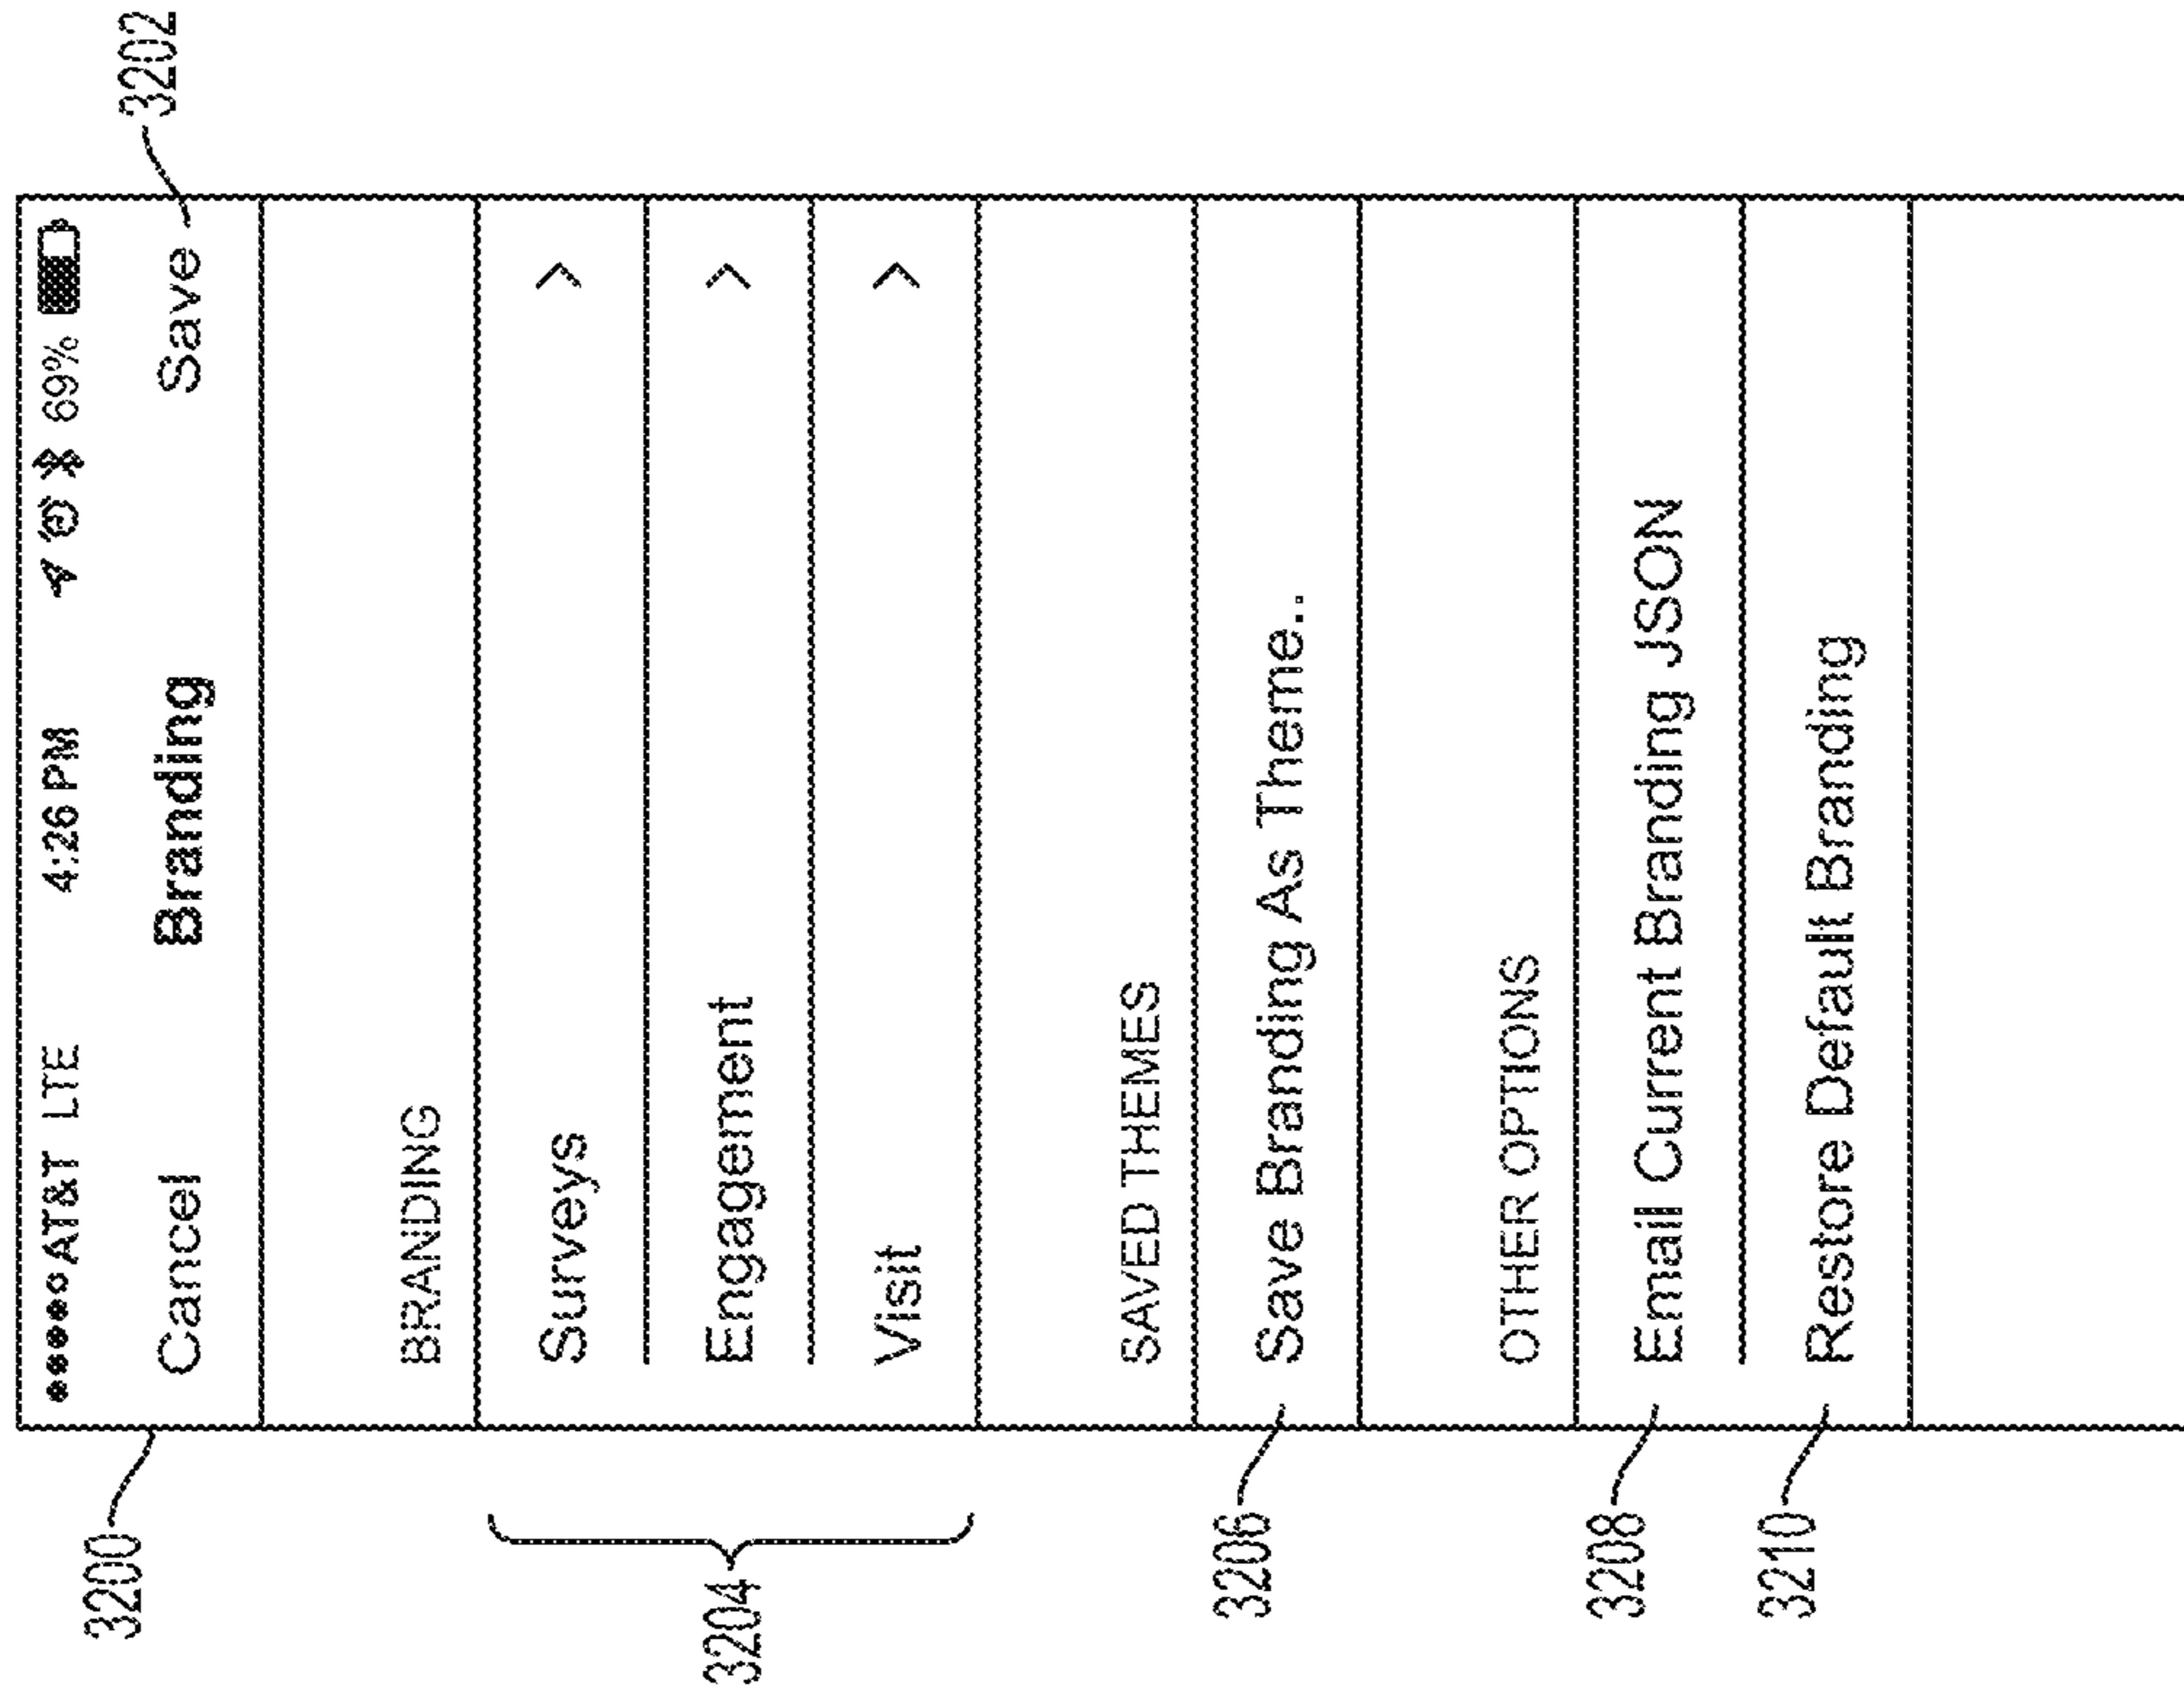 3200
3202
●●●●○AT&T LTE 4:26 PM 69%
Cancel Branding Save
BRANDING
3204
Surveys >
Engagement >
Visit >
SAVED THEMES
3206
Save Branding As Theme..
OTHER OPTIONS
3208
Email Current Branding JSON
3210
Restore Default Branding